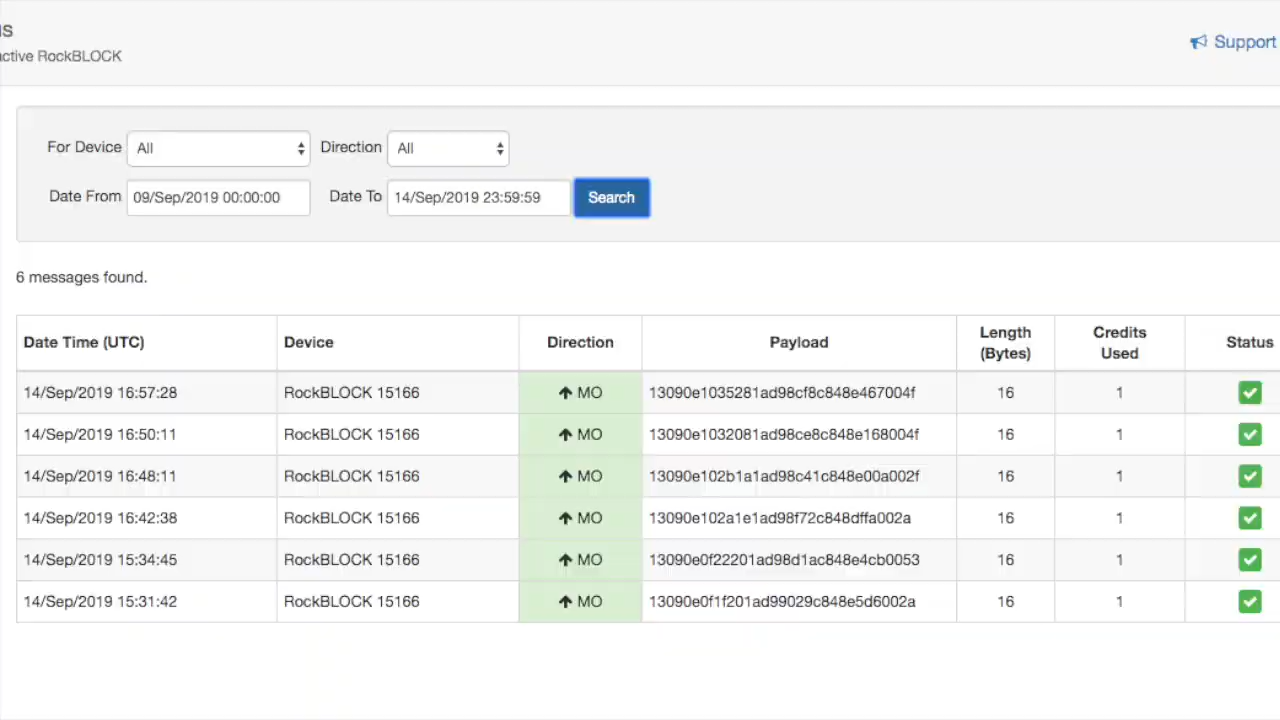 ns
active RockBLOCK
Support
For Device All Direction All
Date From 09/Sep/2019 00:00:00 Date To 14/Sep/2019 23:59:59 Search
6 messages found.
Date Time (UTC) Device Direction Payload Length (Bytes) Credits Used Status
14/Sep/2019 16:57:28 RockBLOCK 15166 MO 13090e1035281ad98cf8c848e467004f 16 1
14/Sep/2019 16:50:11 RockBLOCK 15166 MO 13090e1032081ad98ce8c848e168004f 16 1
14/Sep/2019 16:48:11 RockBLOCK 15166 MO 13090e102b1a1ad98c41c848e00a002f 16 1
14/Sep/2019 16:42:38 RockBLOCK 15166 MO 13090e102a1e1ad98f72c848dffa002a 16 1
14/Sep/2019 15:34:45 RockBLOCK 15166 MO 13090e0f22201ad98d1ac848e4cb0053 16 1
14/Sep/2019 15:31:42 RockBLOCK 15166 MO 13090e0f1f201ad99029c848e5d6002a 16 1